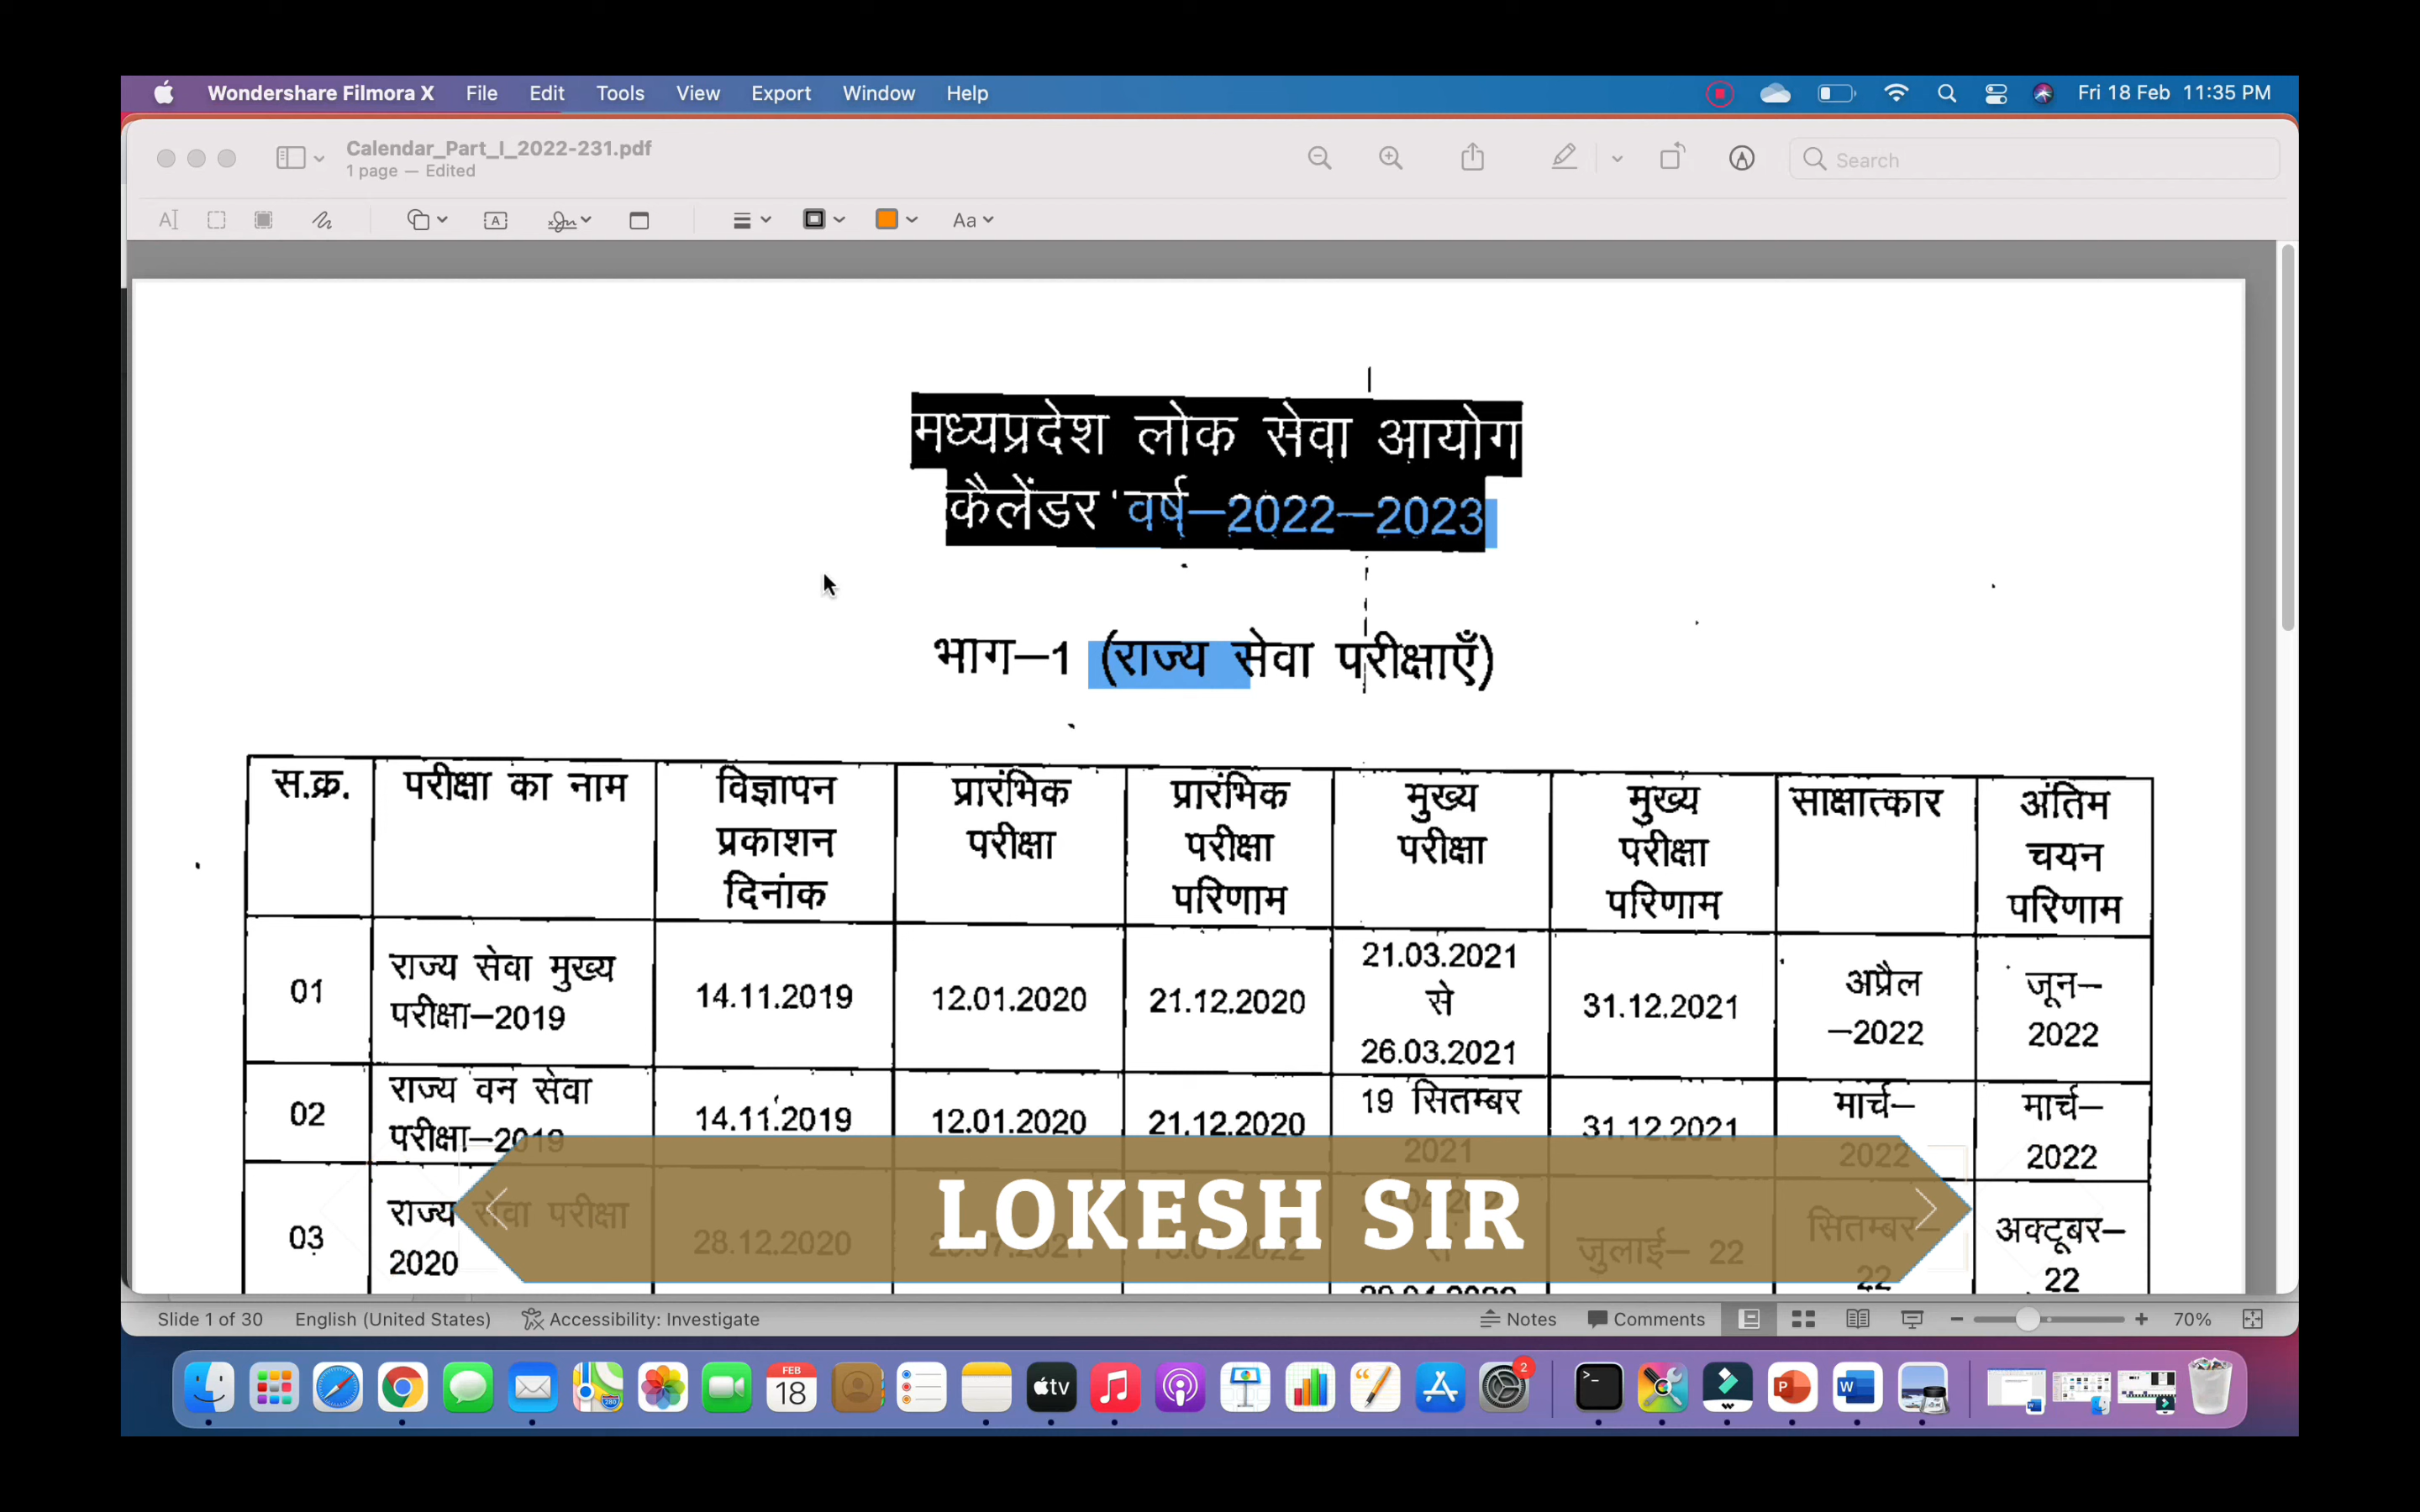 Wondershare Filmora X File Edit Tools View Export Window Help Fri 18 Feb 11:35 PM
Calendar_Part_I_2022-231.pdf
1 page — Edited
Search
Aa
मध्यप्रदेश लोक सेवा आयोग
कैलेंडर वर्ष–2022–2023
भाग–1 (राज्य सेवा परीक्षाएँ)
स.क्र. परीक्षा का नाम विज्ञापन प्रकाशन दिनांक प्रारंभिक परीक्षा प्रारंभिक परीक्षा परिणाम मुख्य परीक्षा मुख्य परीक्षा परिणाम साक्षात्कार अंतिम चयन परिणाम
01 राज्य सेवा मुख्य परीक्षा–2019 14.11.2019 12.01.2020 21.12.2020 21.03.2021 से 26.03.2021 31.12.2021 अप्रैल –2022 जून– 2022
02 राज्य वन सेवा परीक्षा–2019 14.11.2019 12.01.2020 21.12.2020 19 सितम्बर 2021 31.12.2021 मार्च– 2022 मार्च– 2022
03 राज्य सेवा परीक्षा 2020 28.12.2020 जुलाई– 22 सितम्बर– 22 अक्टूबर– 22
LOKESH SIR
Slide 1 of 30 English (United States) Accessibility: Investigate Notes Comments 70%
FEB
18
tv
2